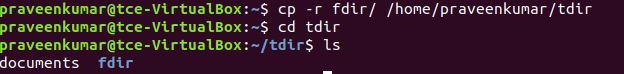 praveenkumar@tce-VirtualBox:~$ cp -r fdir/ /home/praveenkumar/tdir
praveenkumar@tce-VirtualBox:~$ cd tdir
praveenkumar@tce-VirtualBox:~/tdir$ ls
documents  fdir